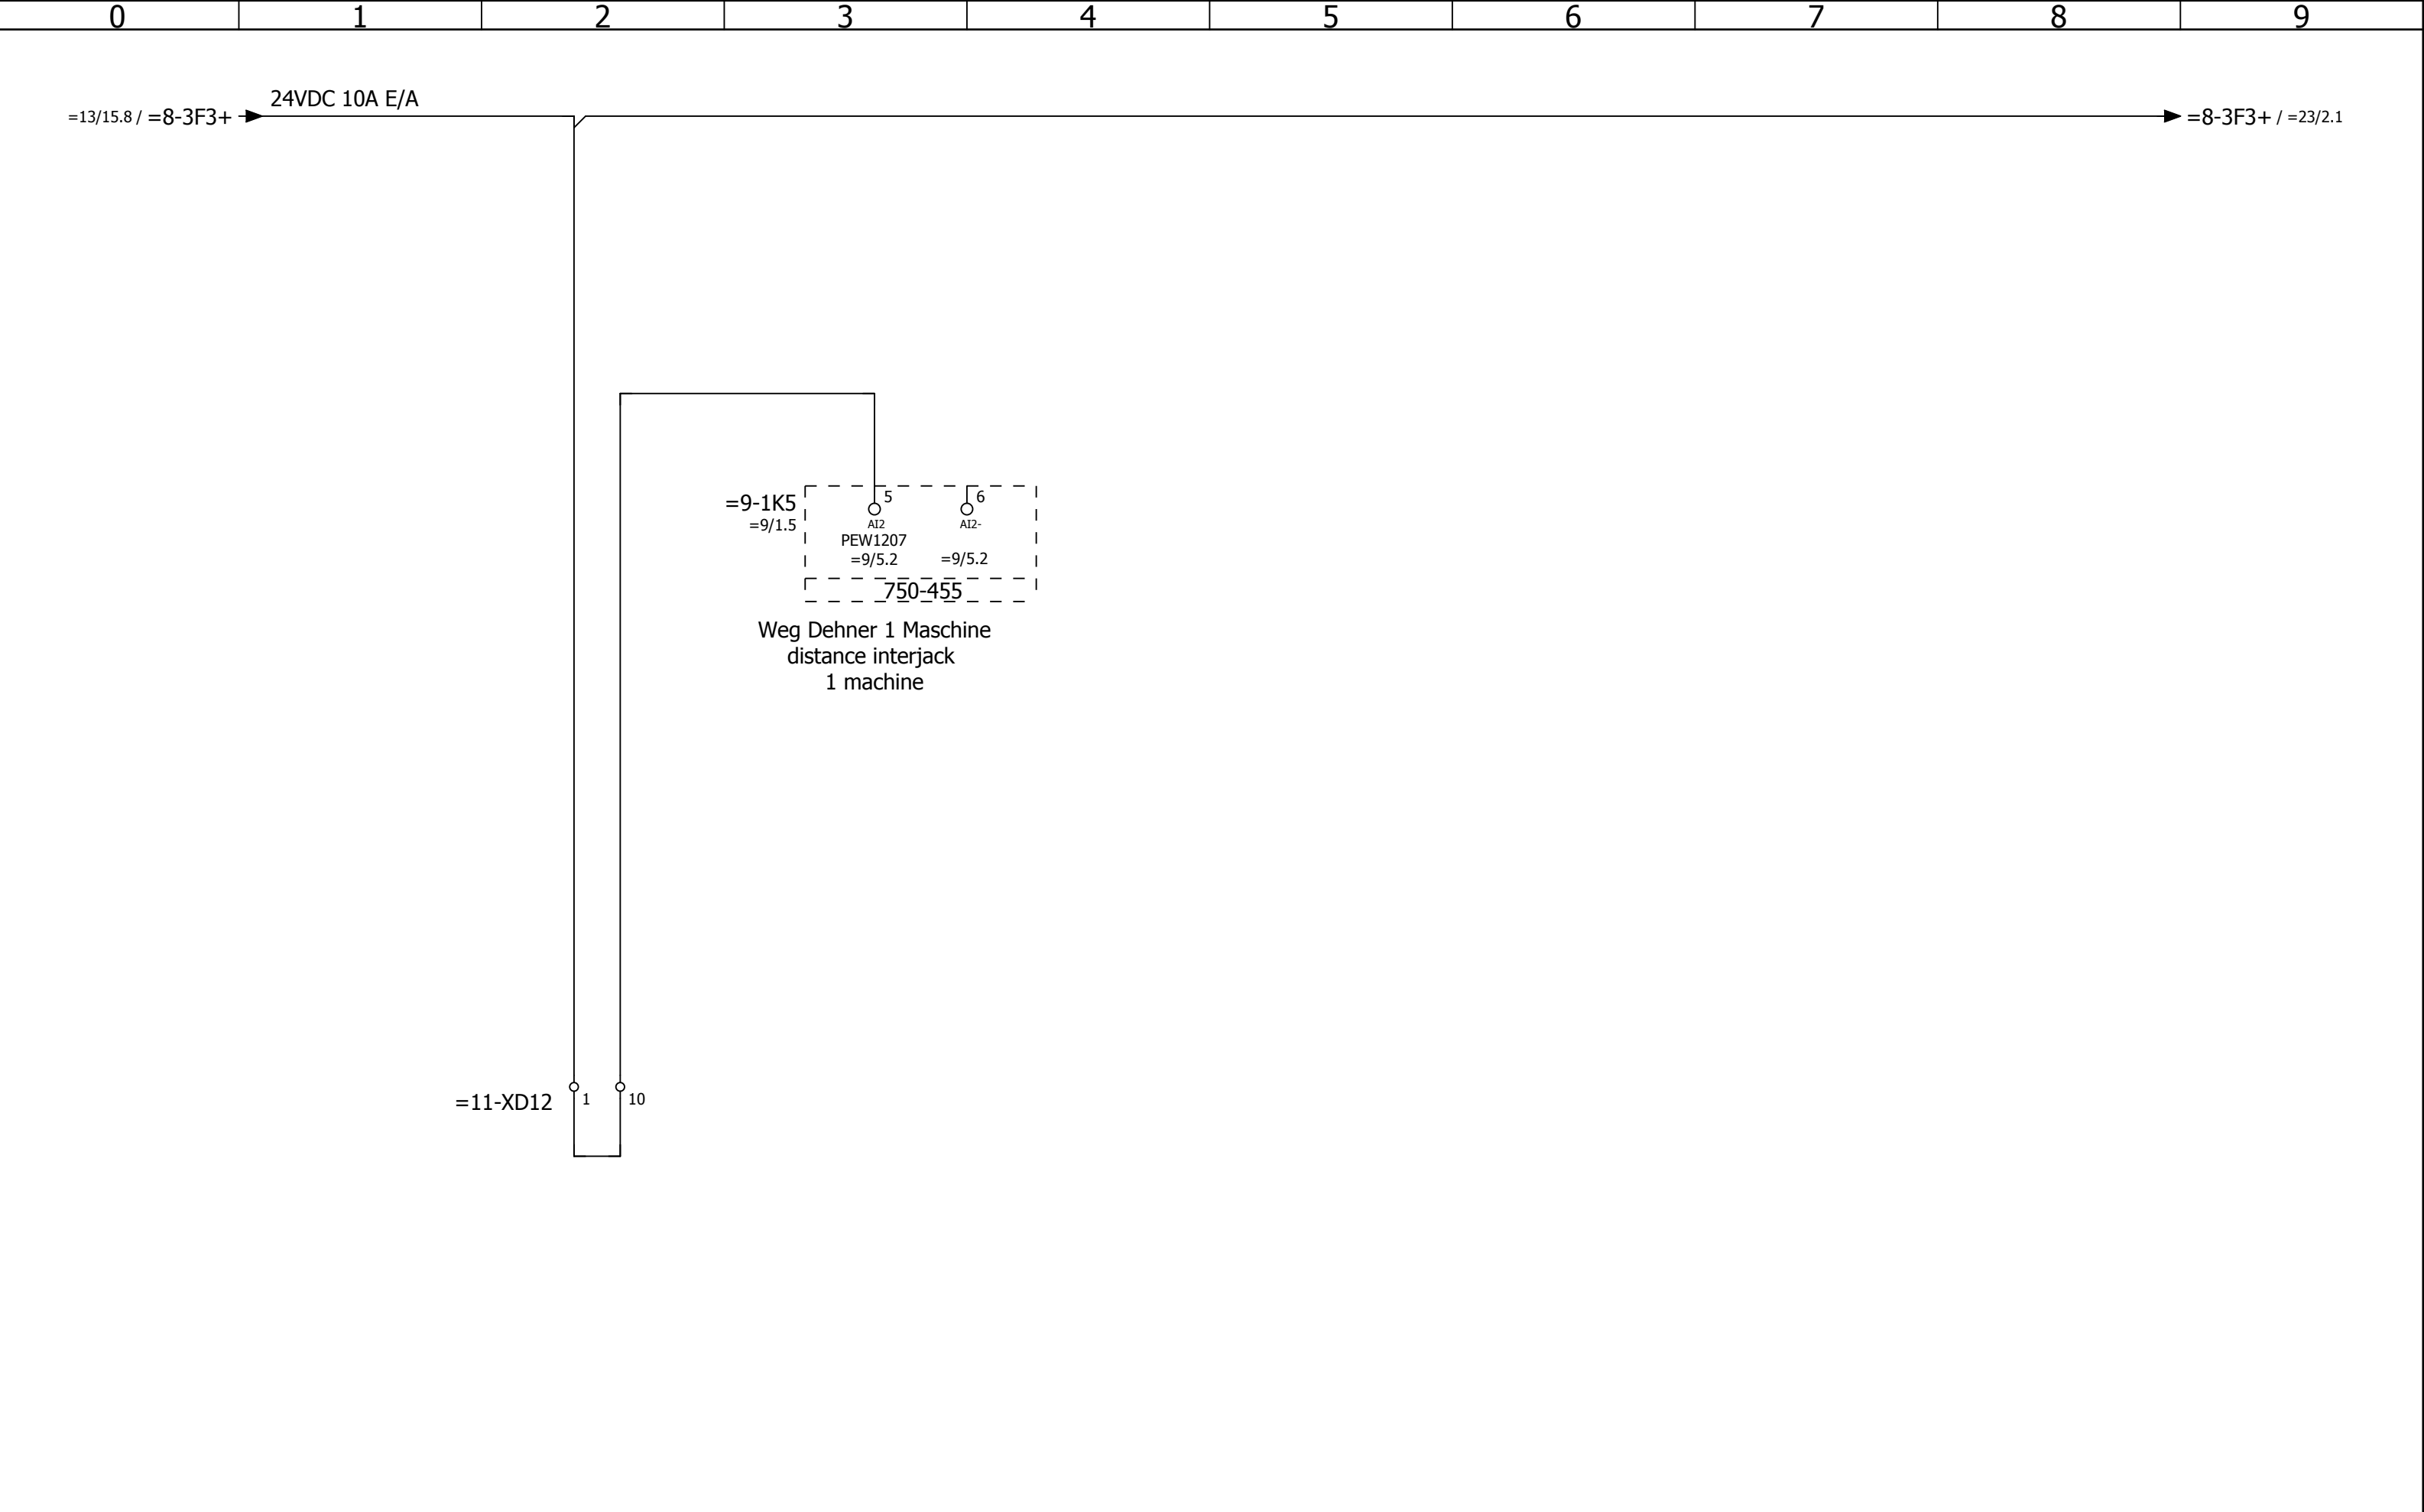 0 1 2 3 4 5 6 7 8 9
24VDC 10A E/A
=13/15.8 / =8-3F3+
=8-3F3+ / =23/2.1
=9-1K5
=9/1.5
5 6
AI2 AI2-
PEW1207
=9/5.2 =9/5.2
750-455
Weg Dehner 1 Maschine
distance interjack
1 machine
=11-XD12 1 10